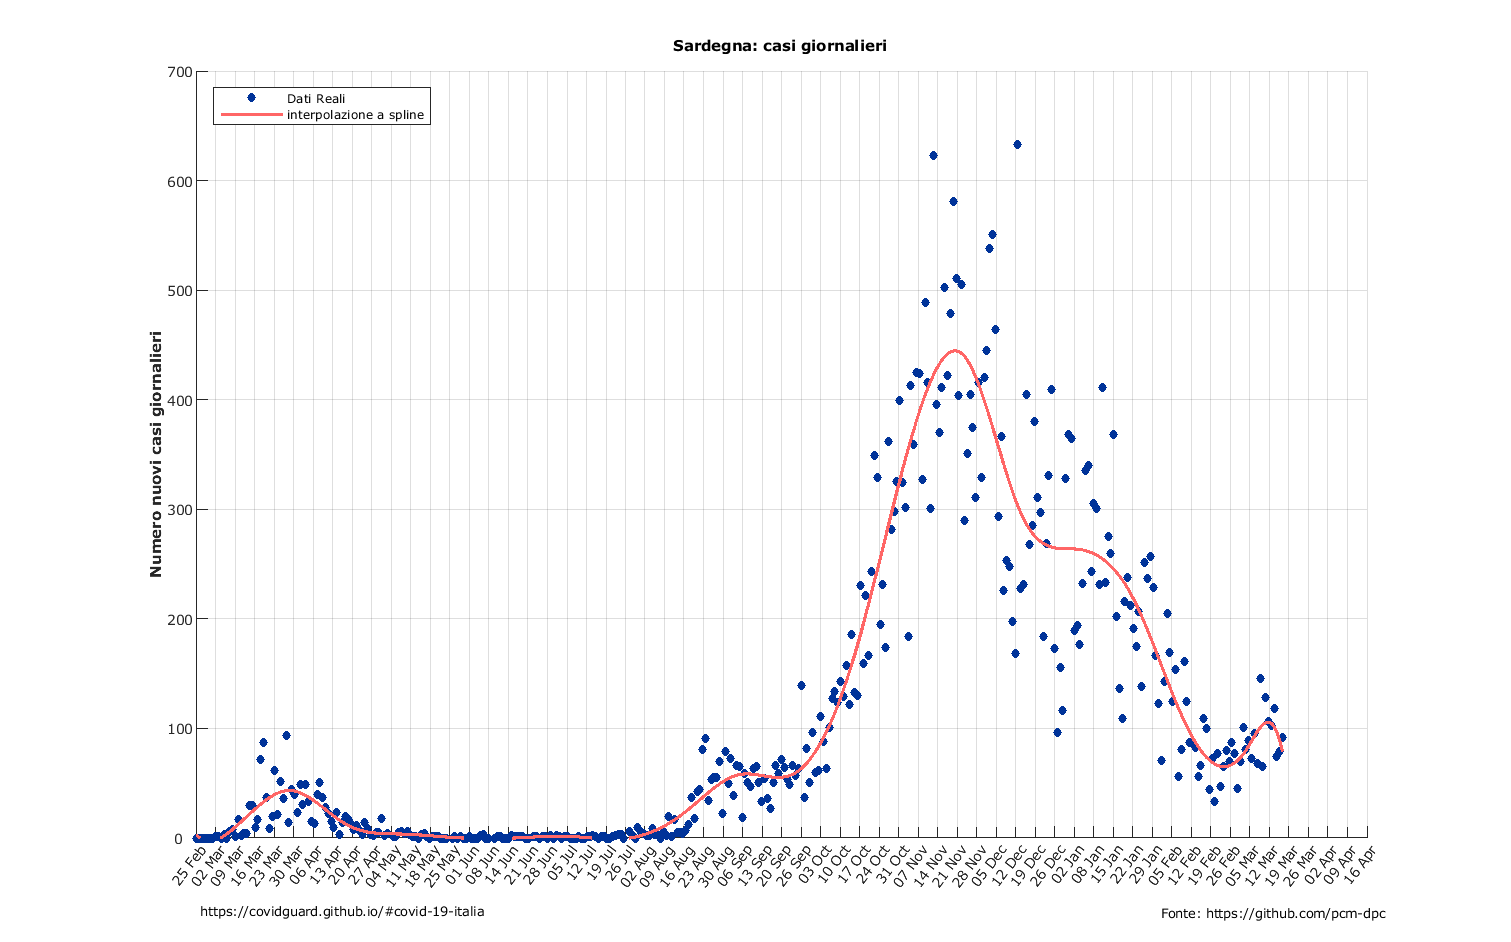 Sardegna: casi giornalieri
Dati Reali
interpolazione a spline
Numero nuovi casi giornalieri
700
600
500
400
300
200
100
0
25 Feb
02 Mar
09 Mar
16 Mar
23 Mar
30 Mar
06 Apr
13 Apr
20 Apr
27 Apr
04 May
11 May
18 May
25 May
01 Jun
08 Jun
14 Jun
21 Jun
28 Jun
05 Jul
12 Jul
19 Jul
26 Jul
02 Aug
09 Aug
16 Aug
23 Aug
30 Aug
06 Sep
13 Sep
20 Sep
26 Sep
03 Oct
10 Oct
17 Oct
24 Oct
31 Oct
07 Nov
14 Nov
21 Nov
28 Nov
05 Dec
12 Dec
19 Dec
26 Dec
02 Jan
08 Jan
15 Jan
22 Jan
29 Jan
05 Feb
12 Feb
19 Feb
26 Feb
05 Mar
12 Mar
19 Mar
26 Mar
02 Apr
09 Apr
16 Apr
https://covidguard.github.io/#covid-19-italia
Fonte: https://github.com/pcm-dpc